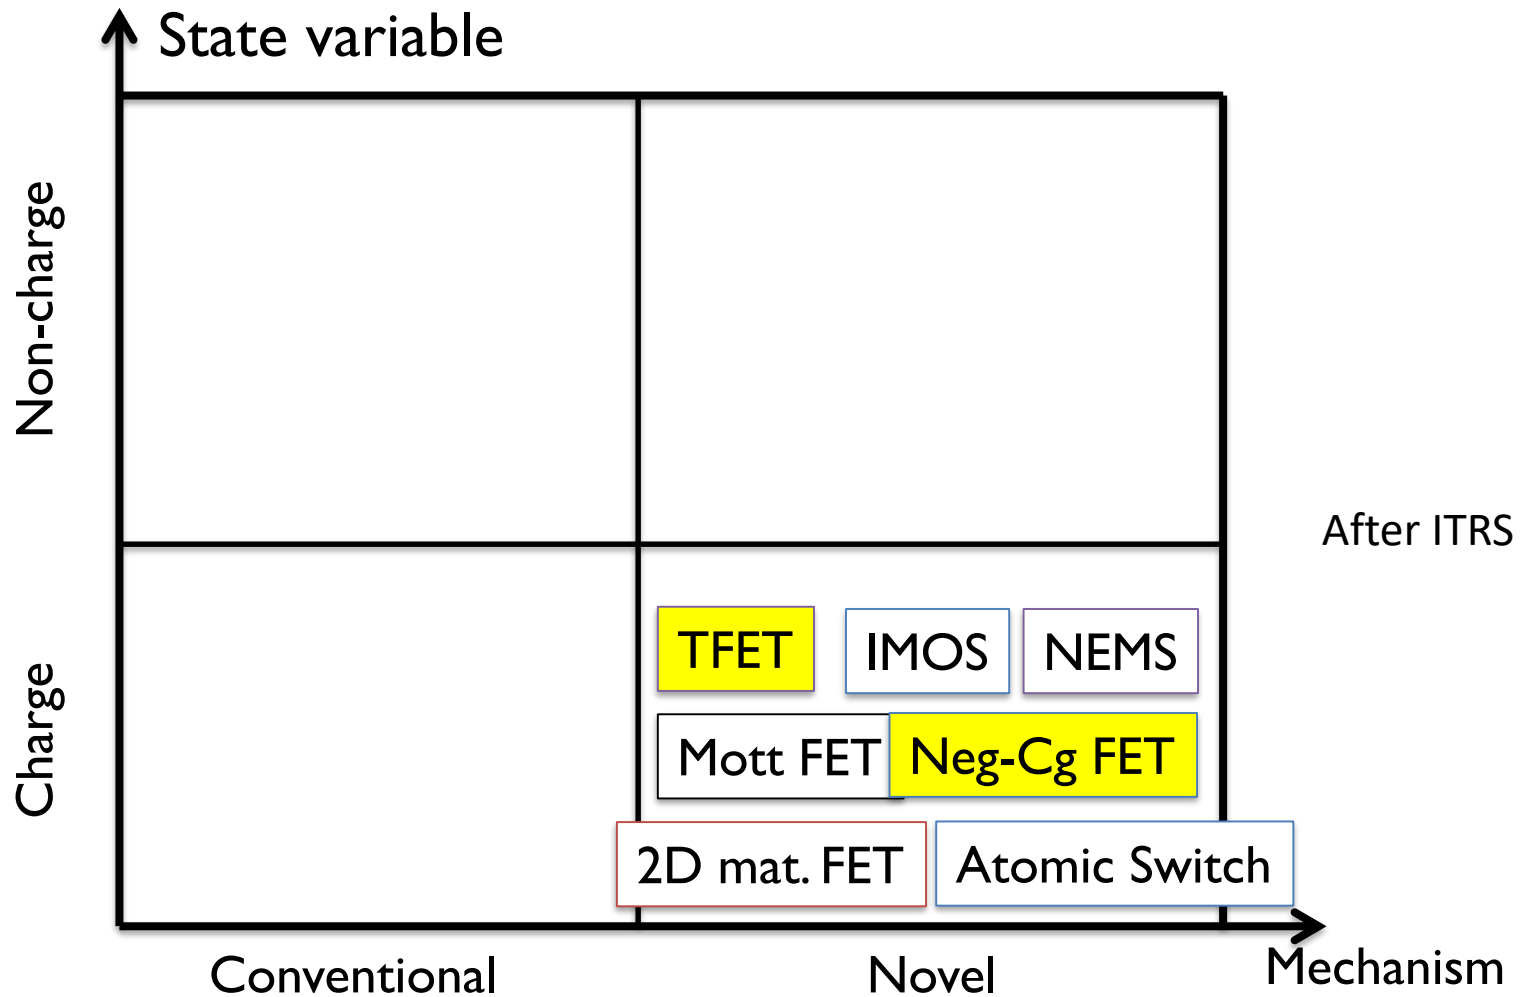 State variable
Non-charge
After ITRS
TFET
IMOS
NEMS
Charge
Mott FET
Neg-Cg FET
2D mat. FET
Atomic Switch
Conventional
Novel
Mechanism